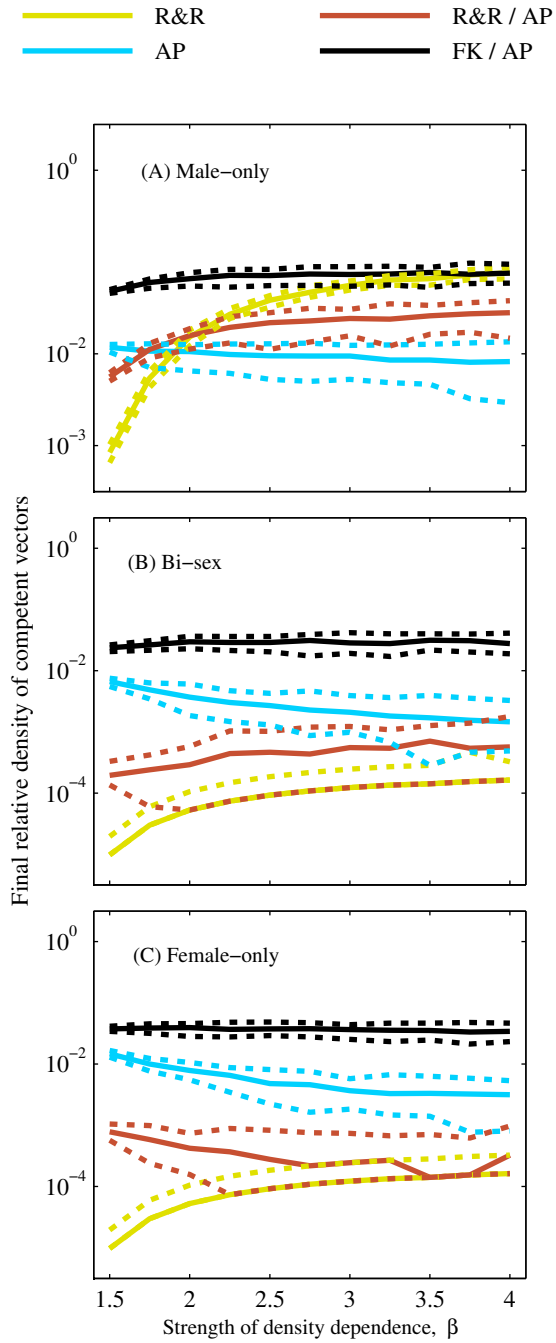 R&R
R&R / AP
AP
FK / AP
Final relative density of competent vectors
(A) Male−only
10^0
10^−2
10^−3
(B) Bi−sex
10^0
10^−2
10^−4
(C) Female−only
10^0
10^−2
10^−4
1.5 2 2.5 3 3.5 4
Strength of density dependence, β